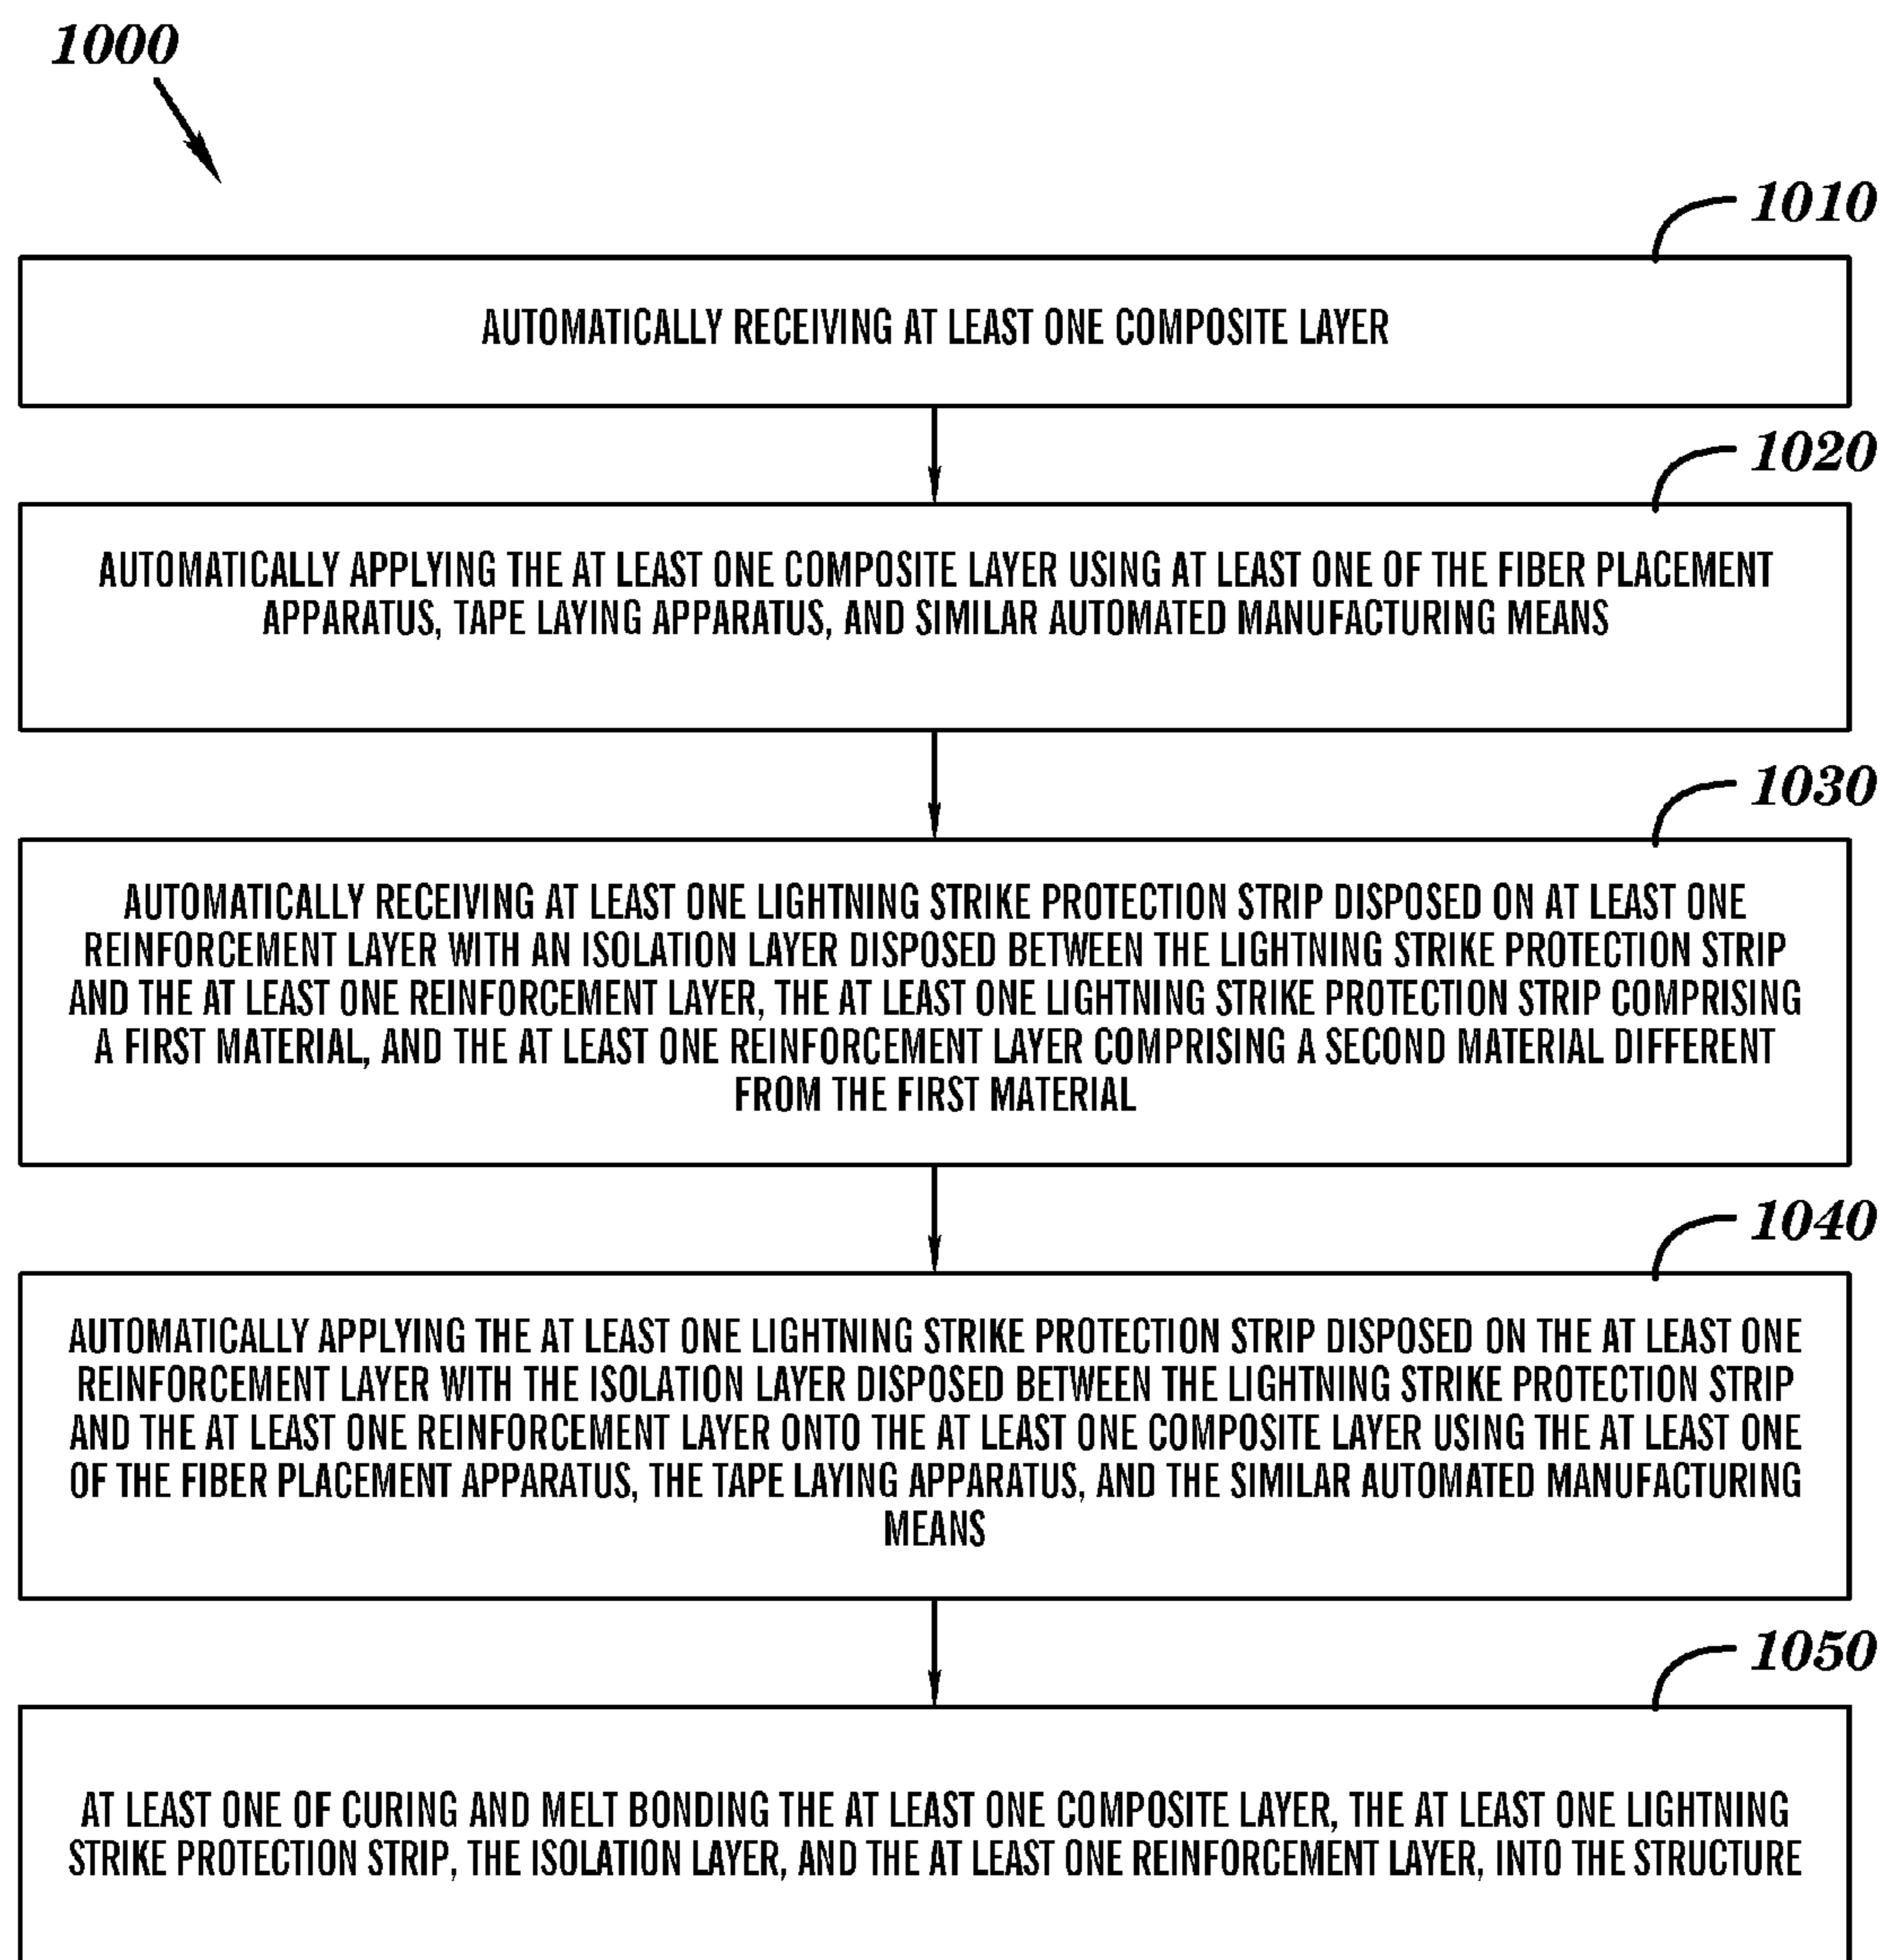 1000
1010
AUTOMATICALLY RECEIVING AT LEAST ONE COMPOSITE LAYER
1020
AUTOMATICALLY APPLYING THE AT LEAST ONE COMPOSITE LAYER USING AT LEAST ONE OF THE FIBER PLACEMENT
APPARATUS, TAPE LAYING APPARATUS, AND SIMILAR AUTOMATED MANUFACTURING MEANS
1030
AUTOMATICALLY RECEIVING AT LEAST ONE LIGHTNING STRIKE PROTECTION STRIP DISPOSED ON AT LEAST ONE
REINFORCEMENT LAYER WITH AN ISOLATION LAYER DISPOSED BETWEEN THE LIGHTNING STRIKE PROTECTION STRIP
AND THE AT LEAST ONE REINFORCEMENT LAYER, THE AT LEAST ONE LIGHTNING STRIKE PROTECTION STRIP COMPRISING
A FIRST MATERIAL, AND THE AT LEAST ONE REINFORCEMENT LAYER COMPRISING A SECOND MATERIAL DIFFERENT
FROM THE FIRST MATERIAL
1040
AUTOMATICALLY APPLYING THE AT LEAST ONE LIGHTNING STRIKE PROTECTION STRIP DISPOSED ON THE AT LEAST ONE
REINFORCEMENT LAYER WITH THE ISOLATION LAYER DISPOSED BETWEEN THE LIGHTNING STRIKE PROTECTION STRIP
AND THE AT LEAST ONE REINFORCEMENT LAYER ONTO THE AT LEAST ONE COMPOSITE LAYER USING THE AT LEAST ONE
OF THE FIBER PLACEMENT APPARATUS, THE TAPE LAYING APPARATUS, AND THE SIMILAR AUTOMATED MANUFACTURING
MEANS
1050
AT LEAST ONE OF CURING AND MELT BONDING THE AT LEAST ONE COMPOSITE LAYER, THE AT LEAST ONE LIGHTNING
STRIKE PROTECTION STRIP, THE ISOLATION LAYER, AND THE AT LEAST ONE REINFORCEMENT LAYER, INTO THE STRUCTURE